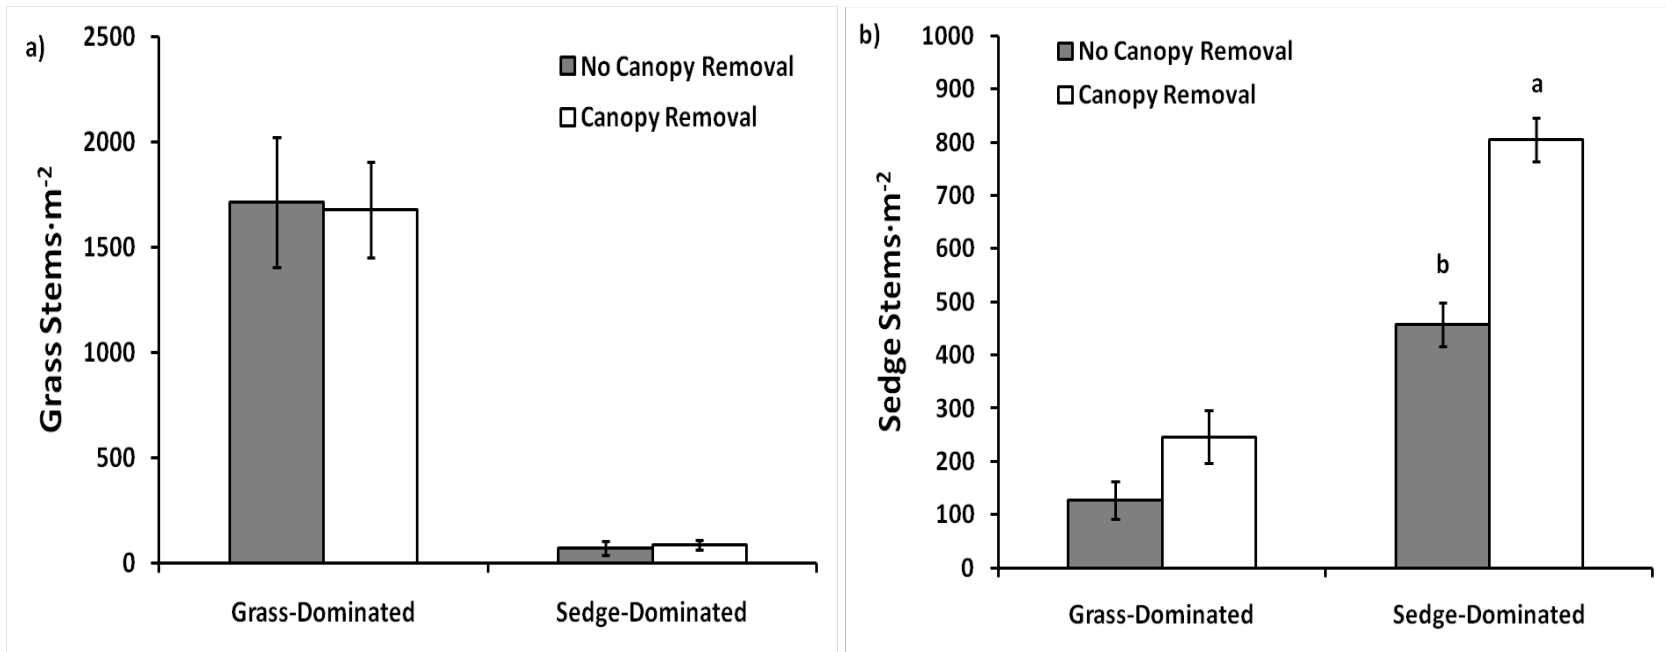 a)
2500
2000
1500
1000
500
0
Grass Stems·m⁻²
No Canopy Removal
Canopy Removal
Grass-Dominated
Sedge-Dominated
b)
1000
900
800
700
600
500
400
300
200
100
0
Sedge Stems·m⁻²
No Canopy Removal
Canopy Removal
a
b
Grass-Dominated
Sedge-Dominated